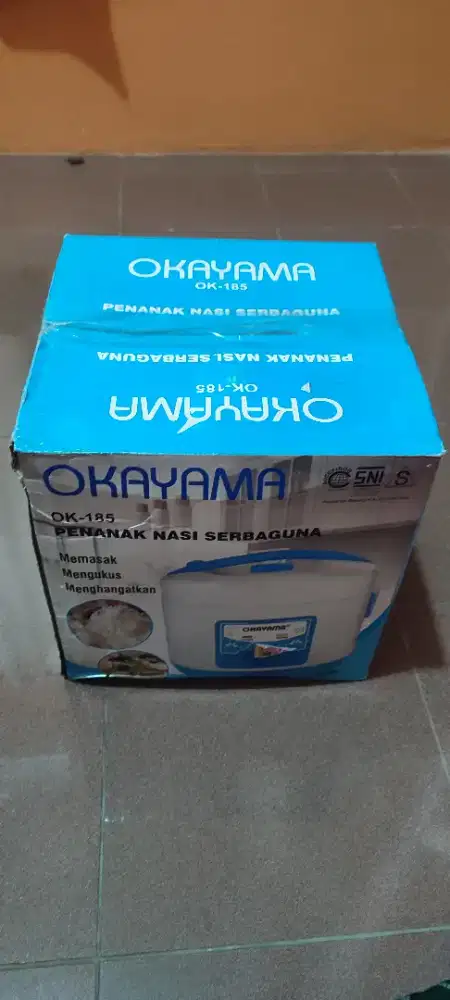 OKAYAMA
OK-185
PENANAK NASI SERBAGUNA
PENANAK NASI SERBAGUNA
OK-185
OKAYAMA
OKAYAMA
SNI S
OK-185
PENANAK NASI SERBAGUNA
Memasak
Mengukus
Menghangatkan
OKAYAMA